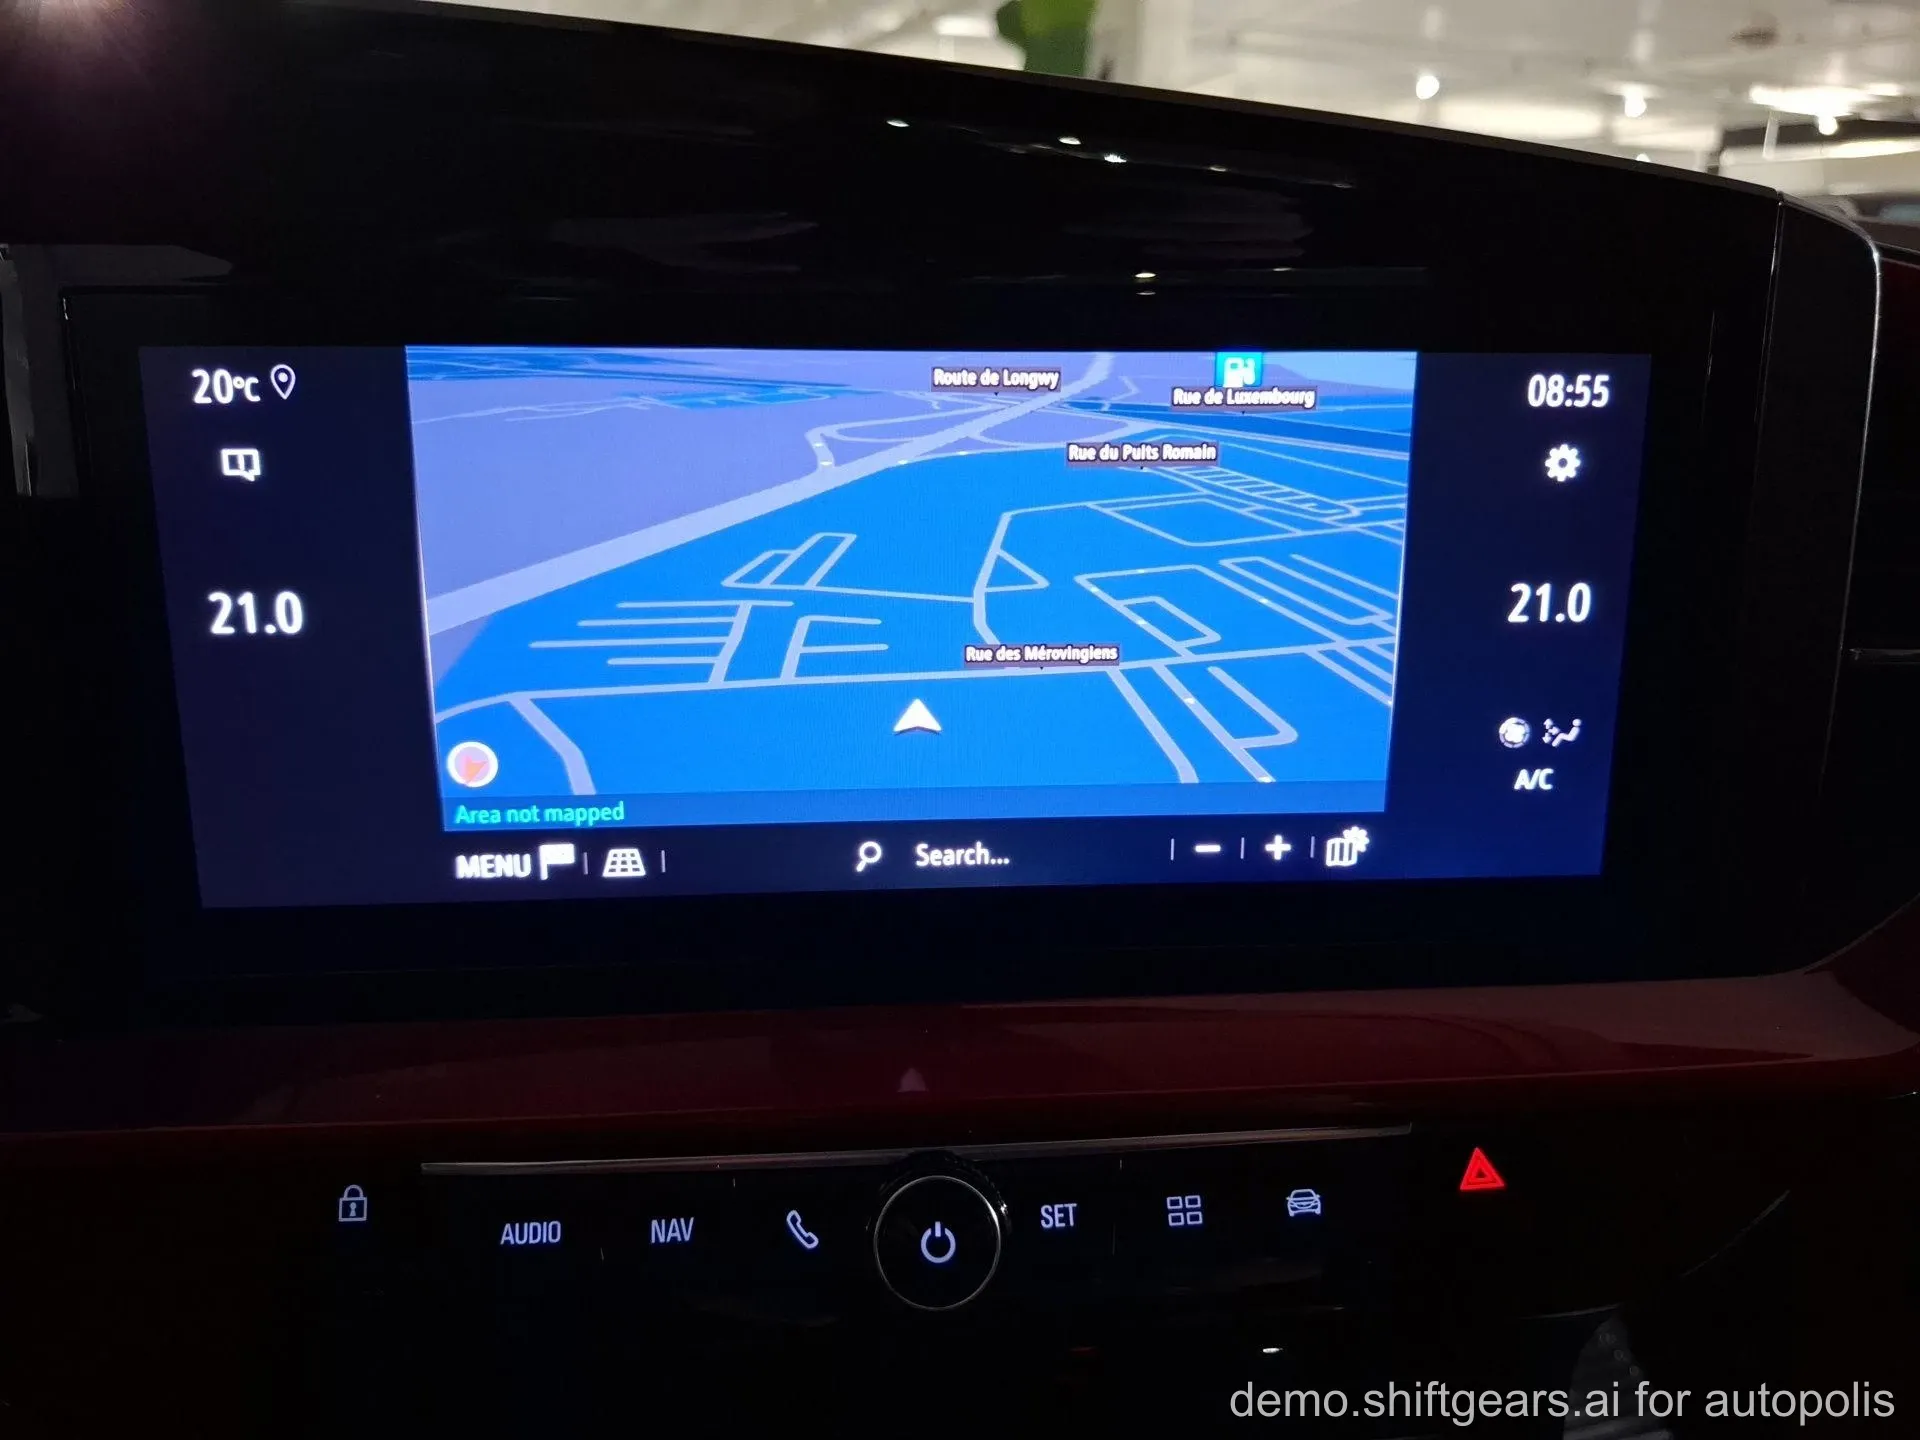 20°C
08:55
Route de Longwy
Rue de Luxembourg
Rue du Puits Romain
21.0
21.0
Rue des Mérovingiens
A/C
Area not mapped
MENU
Search...
AUDIO
NAV
SET
demo.shiftgears.ai for autopolis